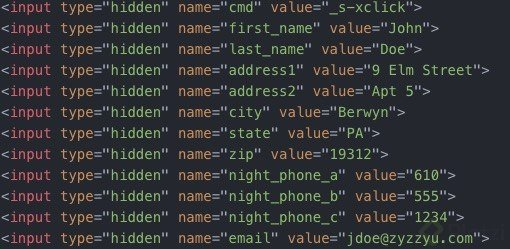 <input type="hidden" name="cmd" value="_s-xclick">
<input type="hidden" name="first_name" value="John">
<input type="hidden" name="last_name" value="Doe">
<input type="hidden" name="address1" value="9 Elm Street">
<input type="hidden" name="address2" value="Apt 5">
<input type="hidden" name="city" value="Berwyn">
<input type="hidden" name="state" value="PA">
<input type="hidden" name="zip" value="19312">
<input type="hidden" name="night_phone_a" value="610">
<input type="hidden" name="night_phone_b" value="555">
<input type="hidden" name="night_phone_c" value="1234">
<input type="hidden" name="email" value="jdoe@zyzzyu.com">